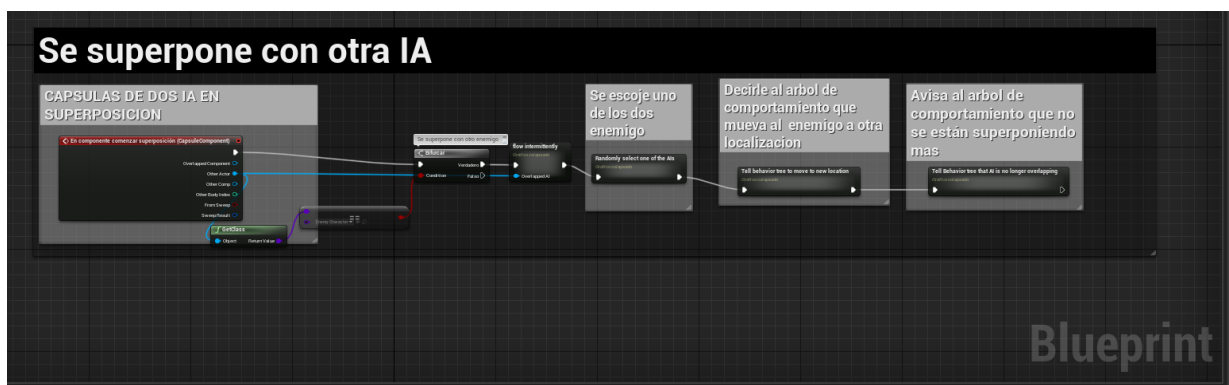 Se superpone con otra IA
CAPSULAS DE DOS IA EN
SUPERPOSICION
En componente comenzar superposición (CapsuleComponent)
Overlapped Component
Other Actor
Other Comp
Other Body Index
From Sweep
Sweep Result
GetClass
Object
Return Value
==
Se superpone con otro enemigo
Bifurcar
Condition
Verdadero
Falso
flow intermittently
Overlapped AI
Se escoje uno
de los dos
enemigo
Randomly select one of the AIs
Decirle al arbol de
comportamiento que
mueva al enemigo a otra
localizacion
Tell behavior tree to move to new location
Avisa al arbol de
comportamiento que no
se están superponiendo
mas
Tell Behavior tree that AI is no longer overlapping
Blueprint